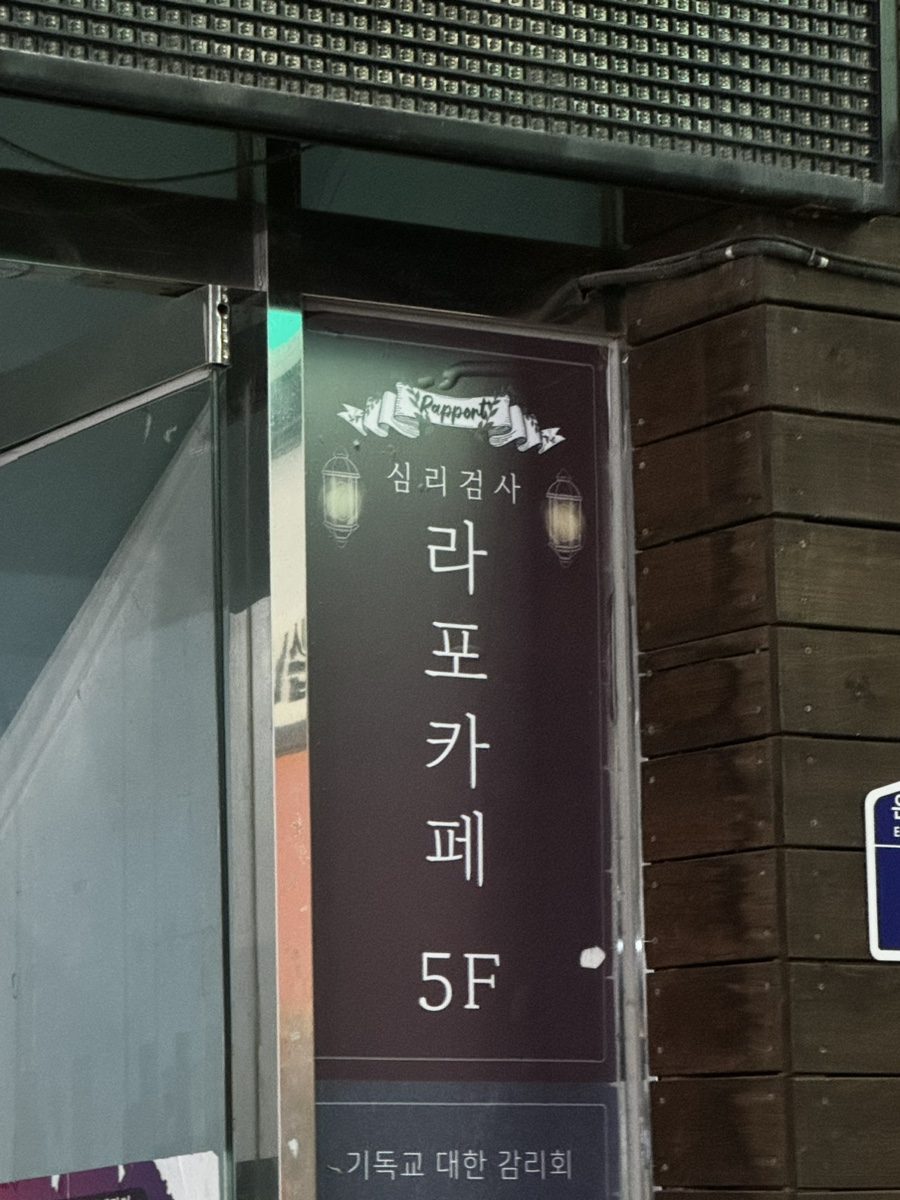 Rapport
심리검사
라
포
카
페
5F
기독교 대한 감리회